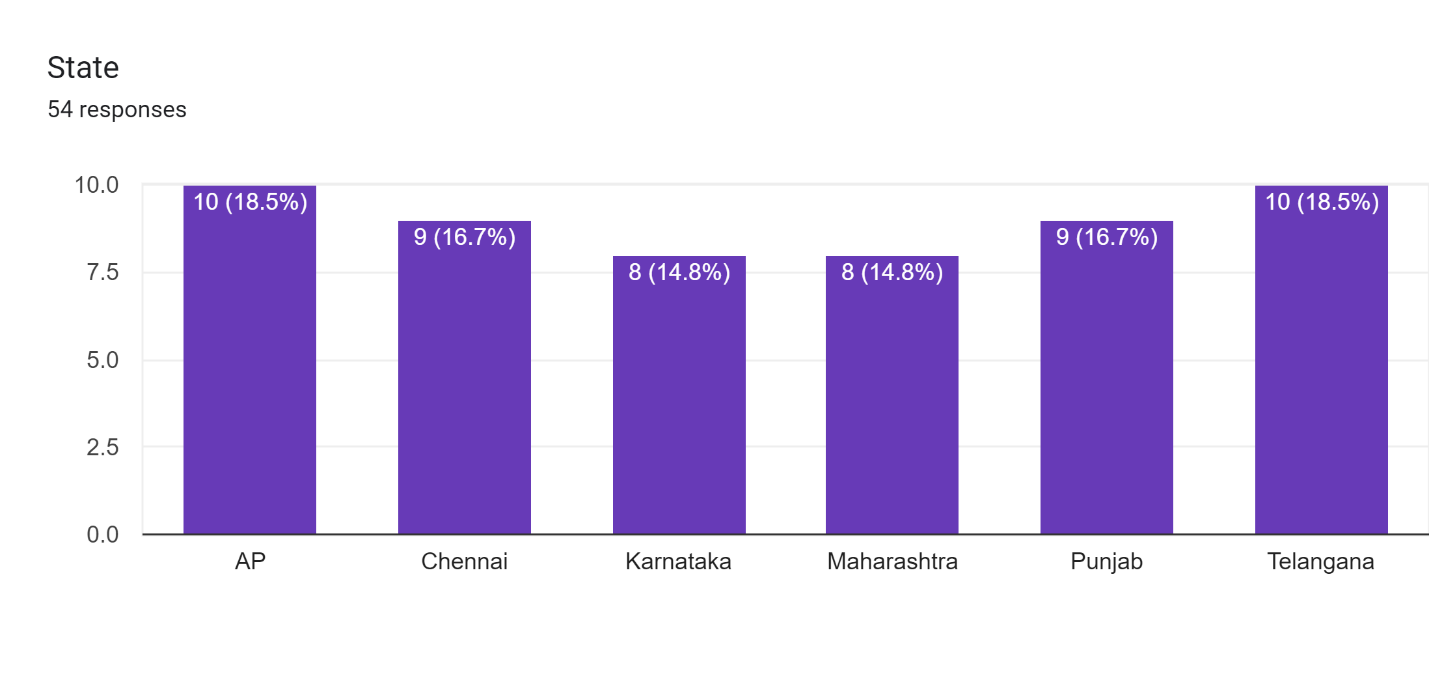 State
54 responses
10.0
7.5
5.0
2.5
0.0
10 (18.5%)
9 (16.7%)
8 (14.8%)
8 (14.8%)
9 (16.7%)
10 (18.5%)
AP
Chennai
Karnataka
Maharashtra
Punjab
Telangana